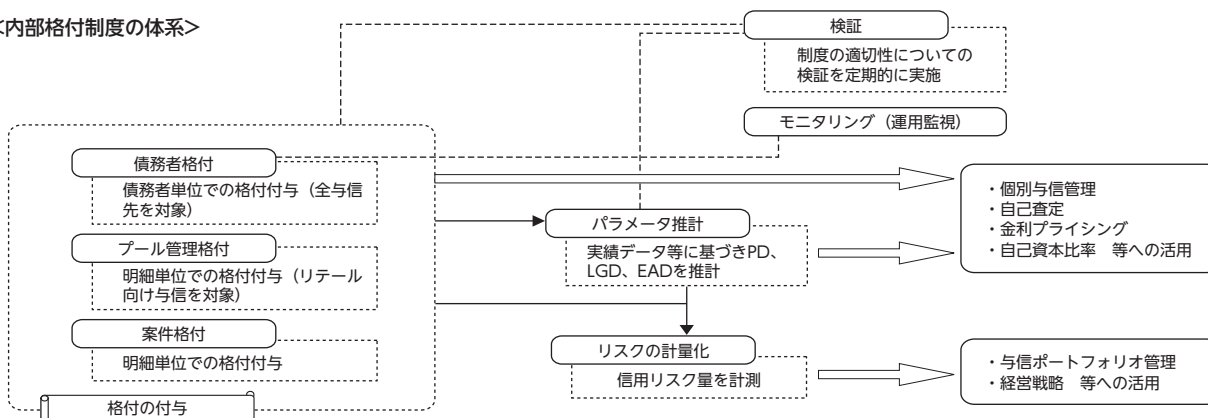 <内部格付制度の体系>
検証
制度の適切性についての
検証を定期的に実施
モニタリング（運用監視）
債務者格付
債務者単位での格付付与（全与信
先を対象）
プール管理格付
明細単位での格付付与（リテール
向け与信を対象）
案件格付
明細単位での格付付与
格付の付与
パラメータ推計
実績データ等に基づきPD、
LGD、EADを推計
リスクの計量化
信用リスク量を計測
・個別与信管理
・自己査定
・金利プライシング
・自己資本比率　等への活用
・与信ポートフォリオ管理
・経営戦略　等への活用